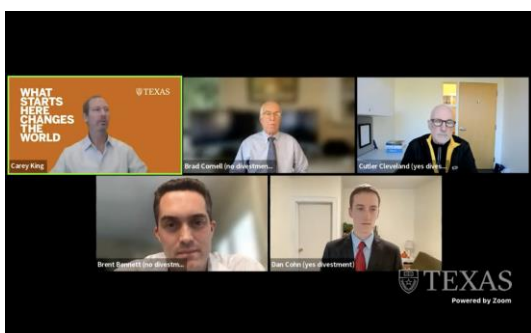 WHAT
STARTS
HERE
CHANGES
THE
WORLD
TEXAS
Carey King
Brad Cornell (no divestmen...
Cutler Cleveland (yes dives...
Brent Bennett (no divestm...
Dan Cohn (yes divestment)
TEXAS
Powered by Zoom